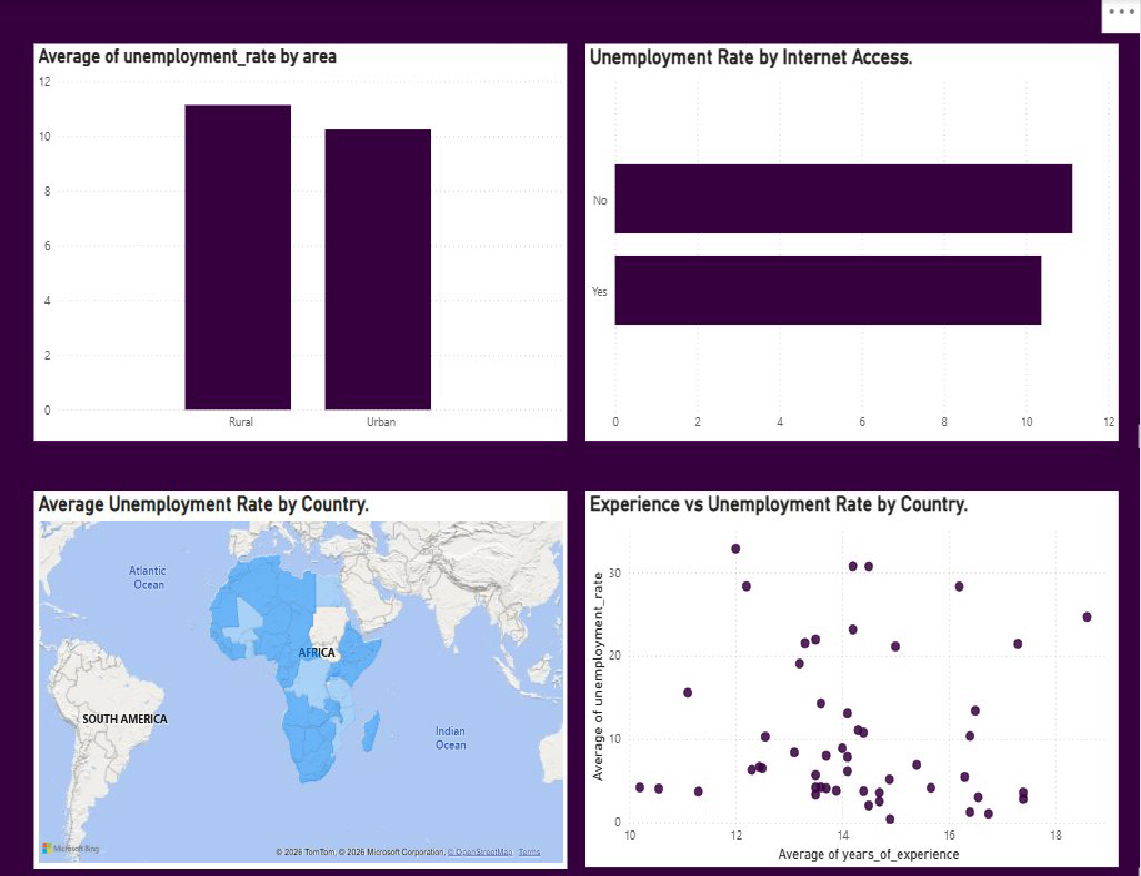 Average of unemployment_rate by area
12
10
8
6
4
2
0
Rural
Urban
Unemployment Rate by Internet Access.
No
Yes
0
2
4
6
8
10
12
Average Unemployment Rate by Country.
Atlantic
Ocean
AFRICA
SOUTH AMERICA
Indian
Ocean
Microsoft Bing
© 2026 TomTom, © 2026 Microsoft Corporation, © OpenStreetMap Terms
Experience vs Unemployment Rate by Country.
Average of unemployment_rate
30
20
10
0
10
12
14
16
18
Average of years_of_experience